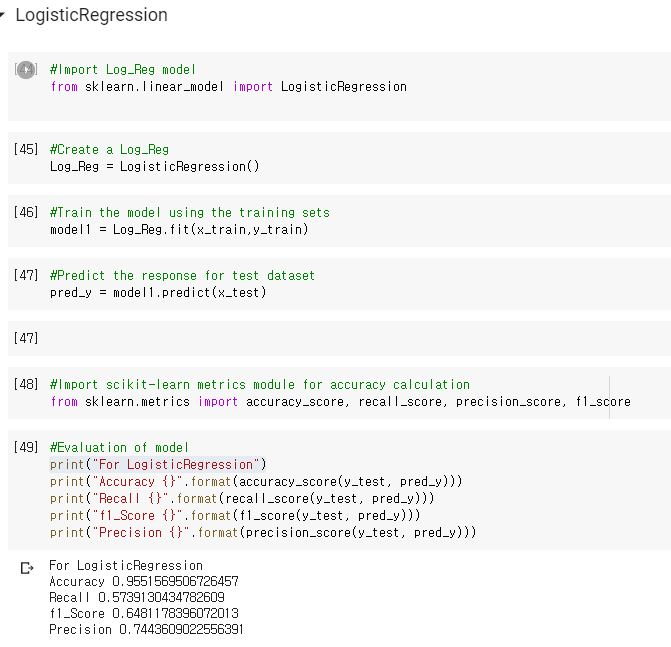 LogisticRegression
#Import Log_Reg model
from sklearn.linear_model import LogisticRegression
[45] #Create a Log_Reg
Log_Reg = LogisticRegression()
[46] #Train the model using the training sets
model1 = Log_Reg.fit(x_train,y_train)
[47] #Predict the response for test dataset
pred_y = model1.predict(x_test)
[47]
[48] #Import scikit-learn metrics module for accuracy calculation
from sklearn.metrics import accuracy_score, recall_score, precision_score, f1_score
[49] #Evaluation of model
print("For LogisticRegression")
print("Accuracy {}".format(accuracy_score(y_test, pred_y)))
print("Recall {}".format(recall_score(y_test, pred_y)))
print("f1_Score {}".format(f1_score(y_test, pred_y)))
print("Precision {}".format(precision_score(y_test, pred_y)))
For LogisticRegression
Accuracy 0.9551569506726457
Recall 0.5739130434782609
f1_Score 0.6481178396072013
Precision 0.7443609022556391